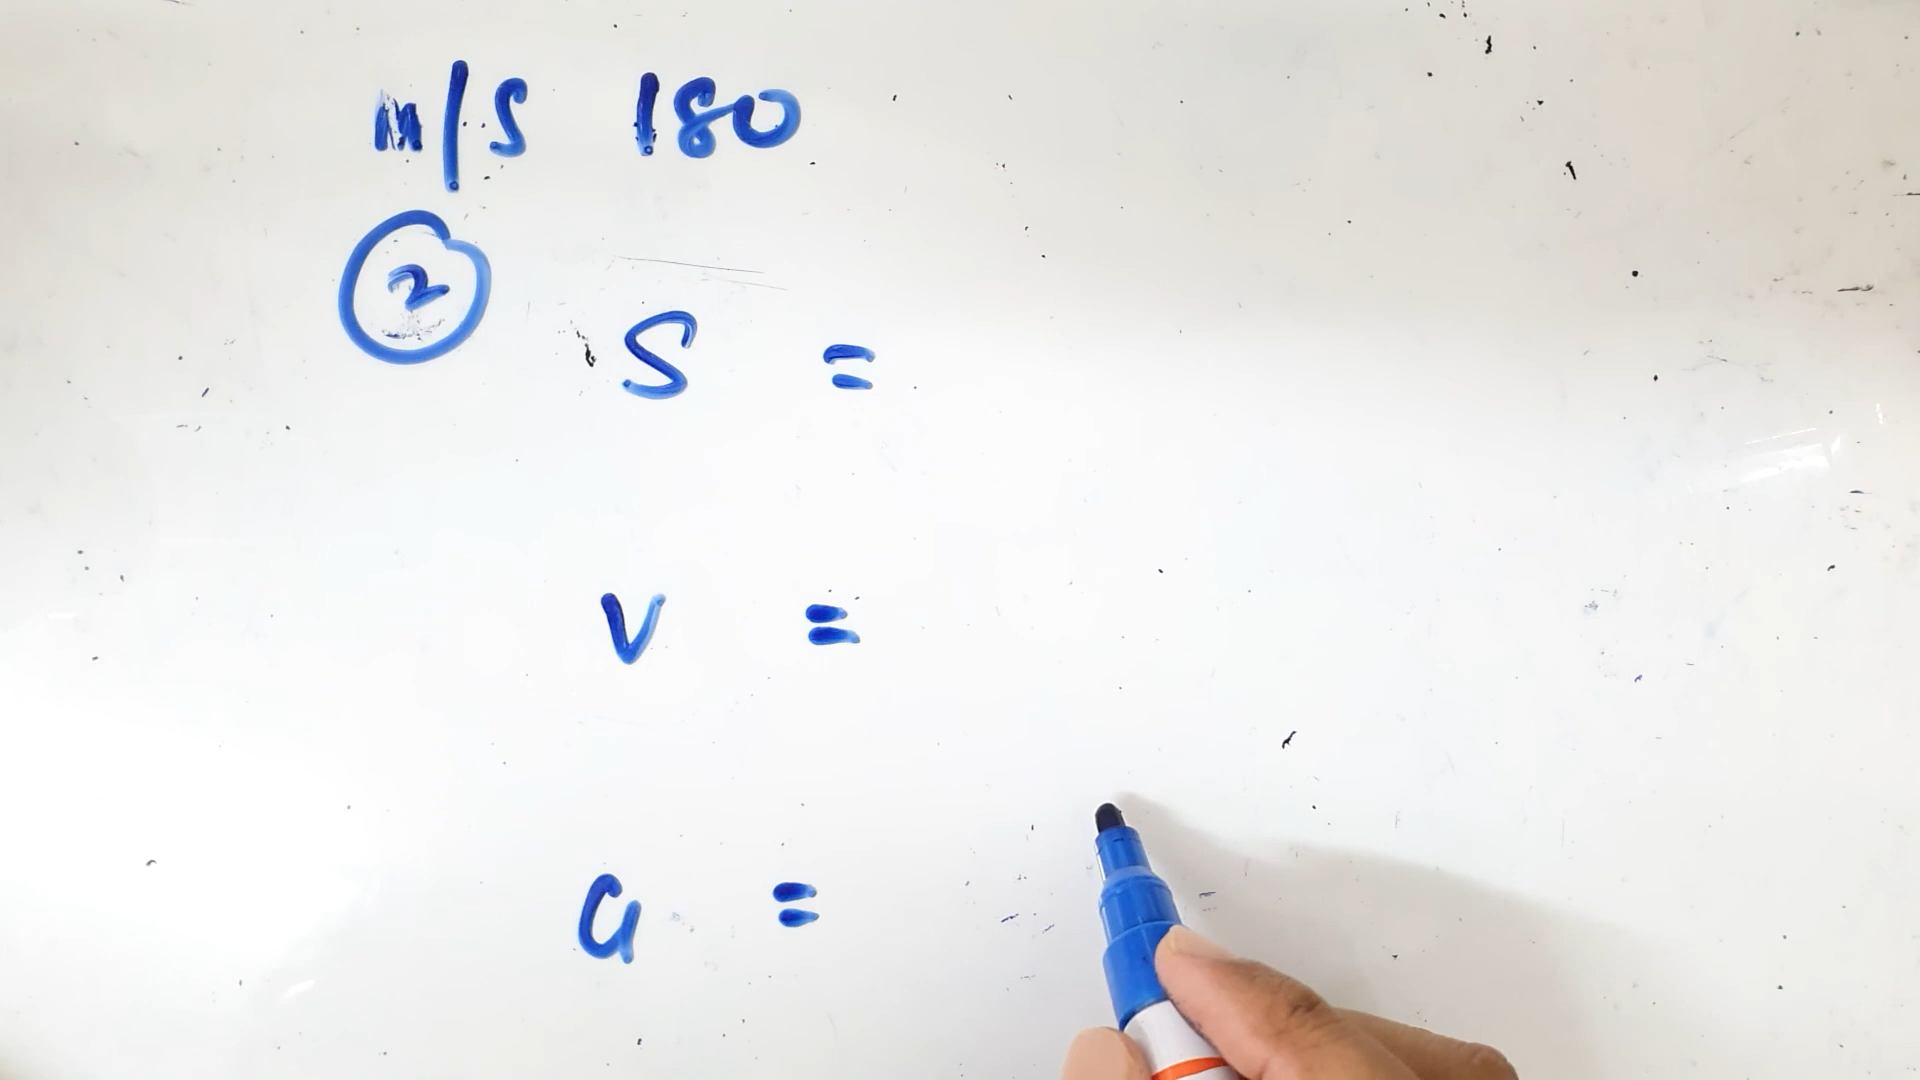 m/s 180
2
S =
V =
a =